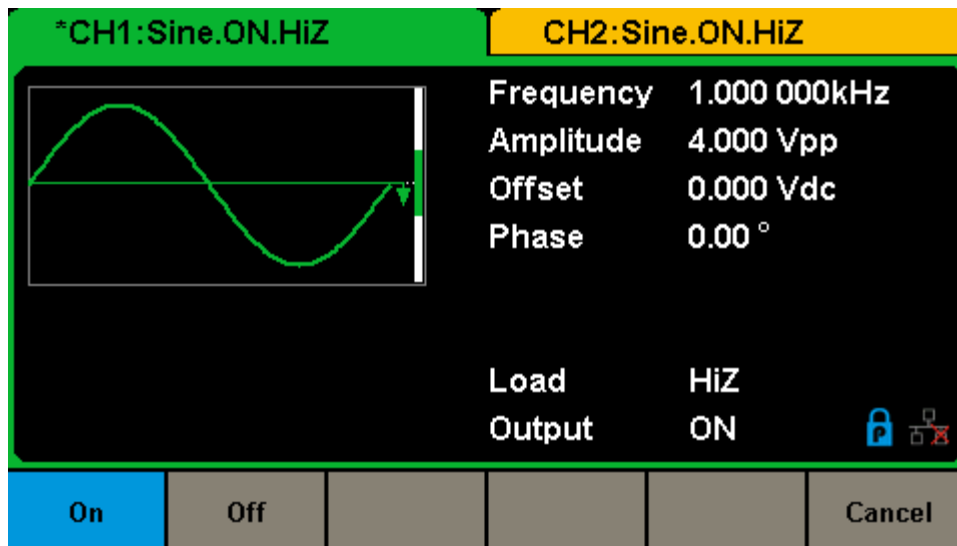 *CH1:Sine.ON.HiZ
CH2:Sine.ON.HiZ
Frequency 1.000 000kHz
Amplitude 4.000 Vpp
Offset 0.000 Vdc
Phase 0.00 °
Load HiZ
Output ON
P
On Off Cancel